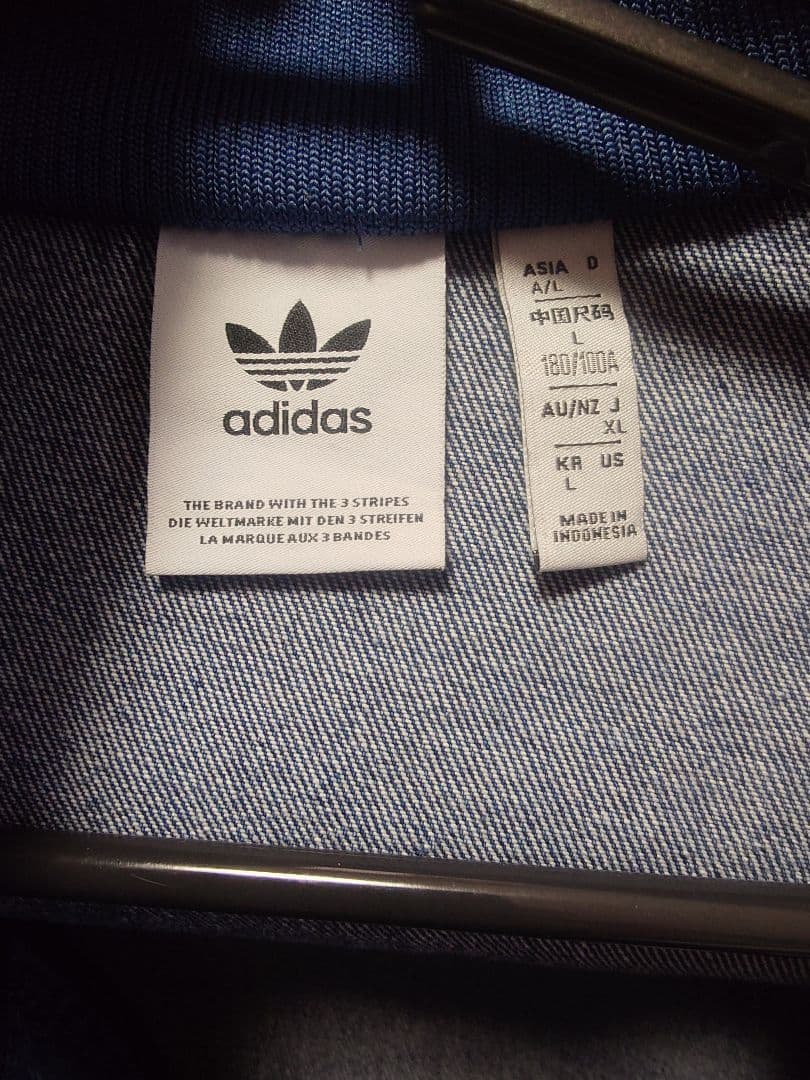 adidas
THE BRAND WITH THE 3 STRIPES
DIE WELTMARKE MIT DEN 3 STREIFEN
LA MARQUE AUX 3 BANDES
ASIA D
A/L
中国尺码
L
180/100A
AU/NZ J
XL
KR US
L
MADE IN
INDONESIA